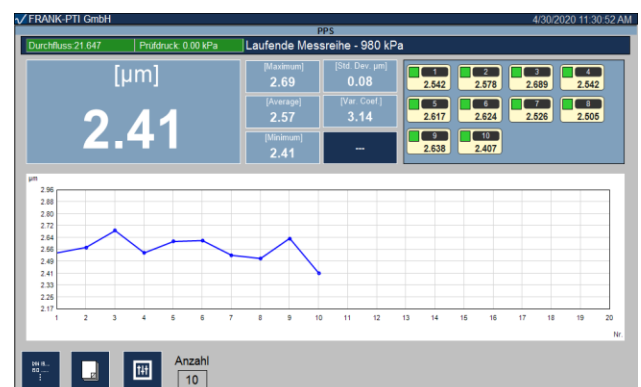 FRANK-PTI GmbH 4/30/2020 11:30:52 AM
PPS
Durchfluss:21.647 Prüfdruck: 0.00 kPa Laufende Messreihe - 980 kPa
[µm]
2.41
[Maximum] [Std. Dev. µm]
2.69 0.08
[Average] [Var. Coef.]
2.57 3.14
[Minimum]
2.41 ---
1 2 3 4
2.542 2.578 2.689 2.542
5 6 7 8
2.617 2.624 2.526 2.505
9 10
2.638 2.407
µm
2.96
2.88
2.80
2.72
2.64
2.56
2.49
2.41
2.33
2.25
2.17
1 2 3 4 5 6 7 8 9 10 11 12 13 14 15 16 17 18 19 20
Nr.
Anzahl
10